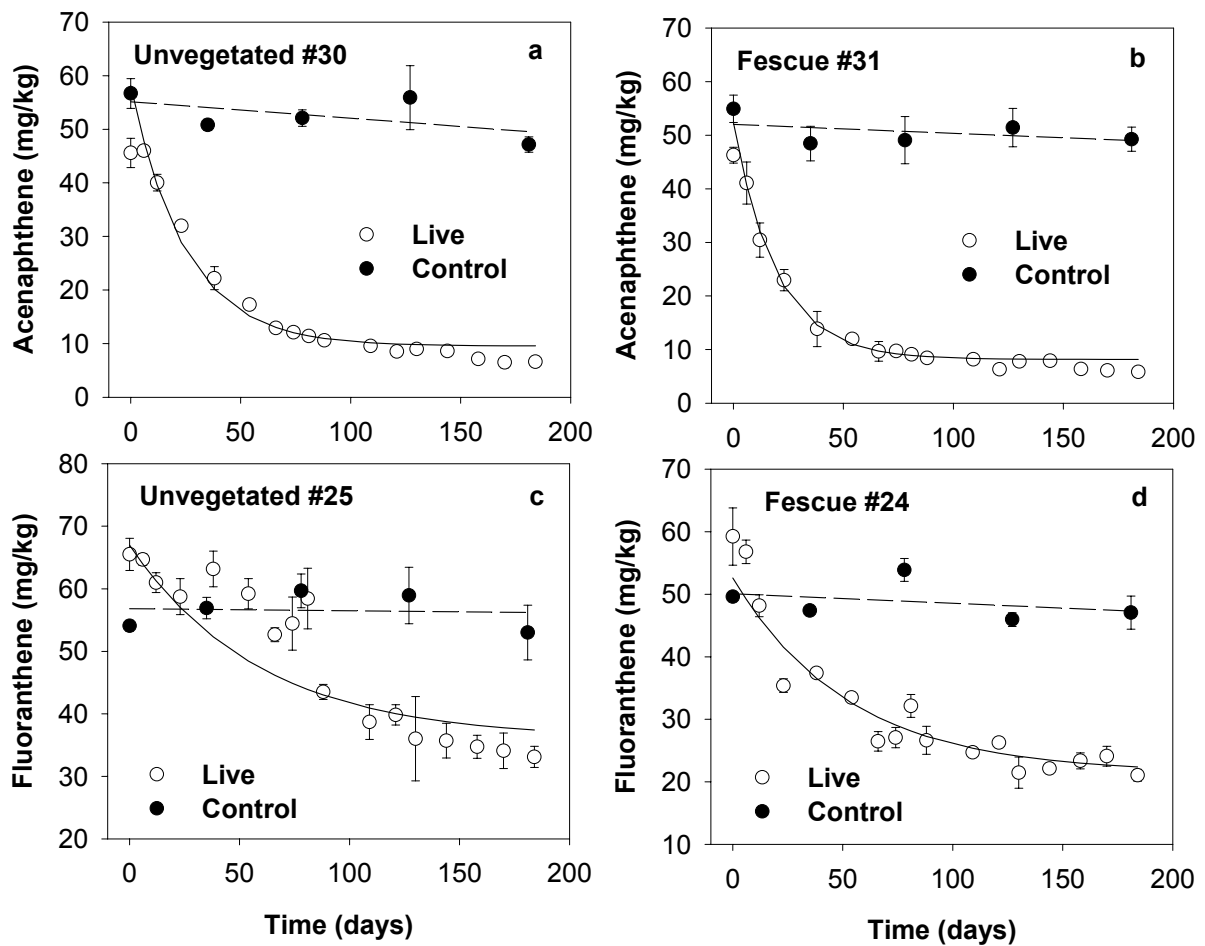 Unvegetated #30
a
Acenaphthene (mg/kg)
70
60
50
40
30
20
10
0
Live
Control
0
50
100
150
200
Fescue #31
b
Acenaphthene (mg/kg)
70
60
50
40
30
20
10
0
Live
Control
0
50
100
150
200
Unvegetated #25
c
Fluoranthene (mg/kg)
80
70
60
50
40
30
20
Live
Control
0
50
100
150
200
Time (days)
Fescue #24
d
Fluoranthene (mg/kg)
70
60
50
40
30
20
10
Live
Control
0
50
100
150
200
Time (days)